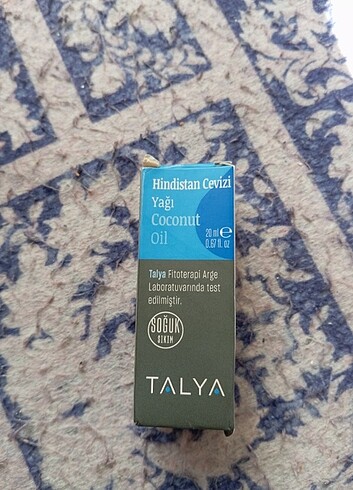 Hindistan Cevizi
Yağı
Coconut
Oil
20 ml e
0.67 fl. oz
Talya Fitoterapi Arge
Laboratuvarında test
edilmiştir.
SOĞUK
SIKIM
TALYA